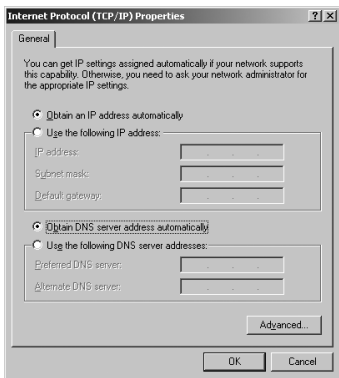 Internet Protocol (TCP/IP) Properties
General
You can get IP settings assigned automatically if your network supports
this capability. Otherwise, you need to ask your network administrator for
the appropriate IP settings.
Obtain an IP address automatically
Use the following IP address:
IP address:
Subnet mask:
Default gateway:
Obtain DNS server address automatically
Use the following DNS server addresses:
Preferred DNS server:
Alternate DNS server:
Advanced...
OK
Cancel